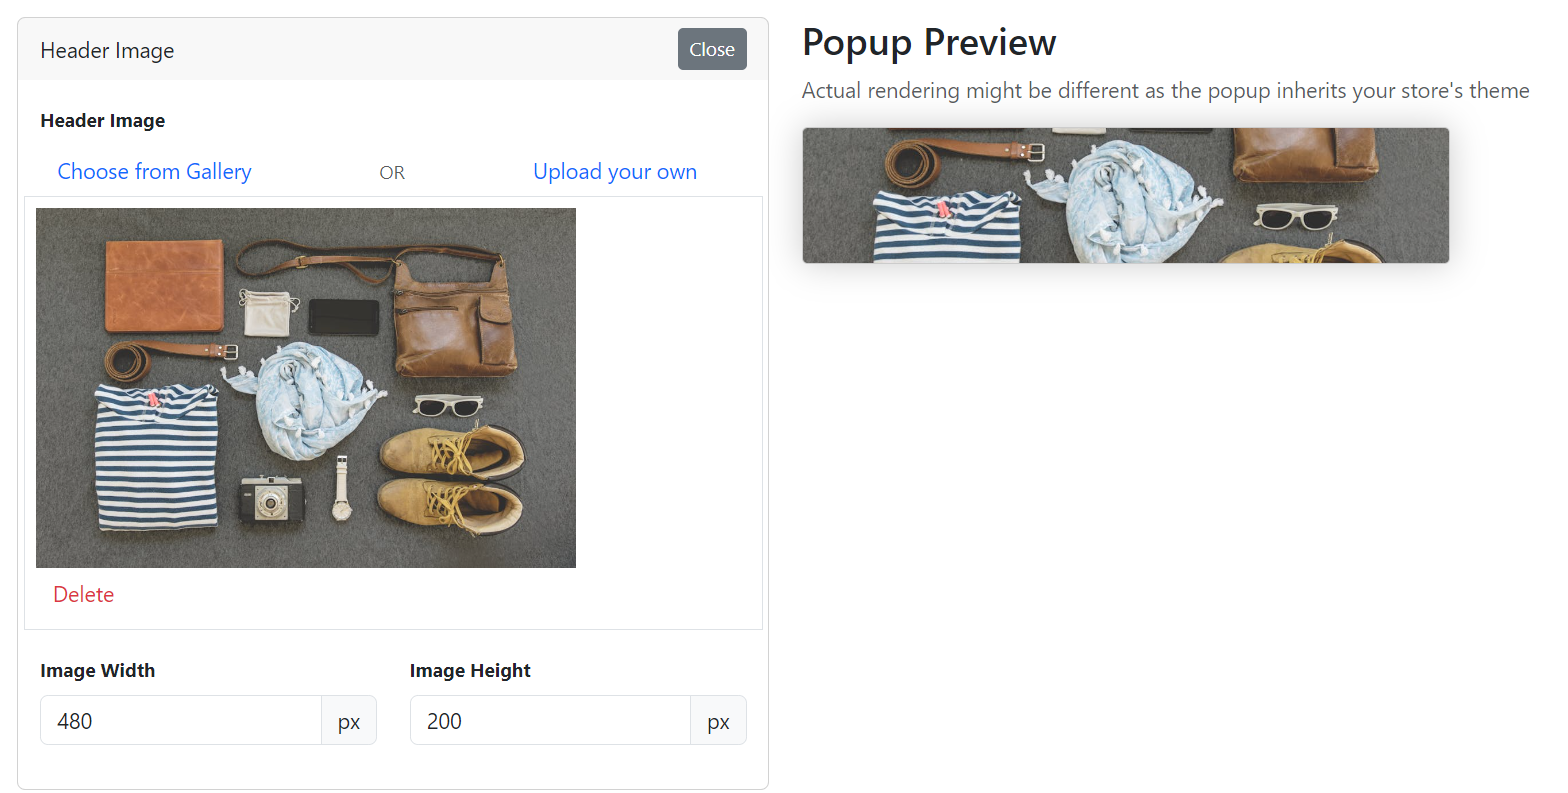 Header Image
Close
Header Image
Choose from Gallery
OR
Upload your own
Delete
Image Width
Image Height
480
px
200
px
Popup Preview
Actual rendering might be different as the popup inherits your store's theme